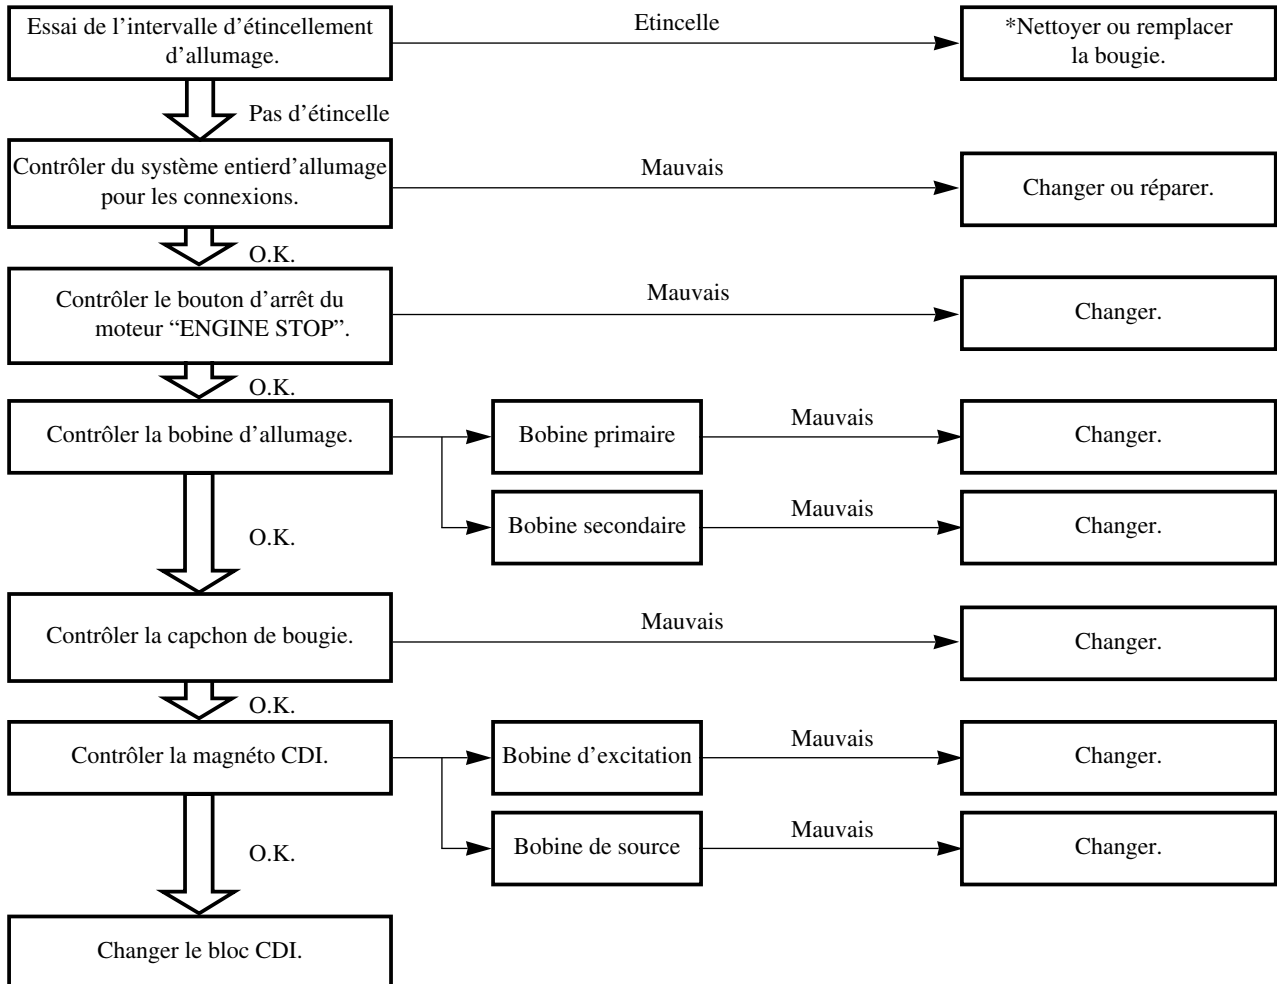 Essai de l’intervalle d’étincellement
d’allumage.
Etincelle
*Nettoyer ou remplacer
la bougie.
Pas d’étincelle
Contrôler du système entierd’allumage
pour les connexions.
Mauvais
Changer ou réparer.
O.K.
Contrôler le bouton d’arrêt du
moteur “ENGINE STOP”.
Mauvais
Changer.
O.K.
Contrôler la bobine d’allumage.
Bobine primaire
Mauvais
Changer.
Bobine secondaire
Mauvais
Changer.
O.K.
Contrôler la capchon de bougie.
Mauvais
Changer.
O.K.
Contrôler la magnéto CDI.
Bobine d’excitation
Mauvais
Changer.
Bobine de source
Mauvais
Changer.
O.K.
Changer le bloc CDI.